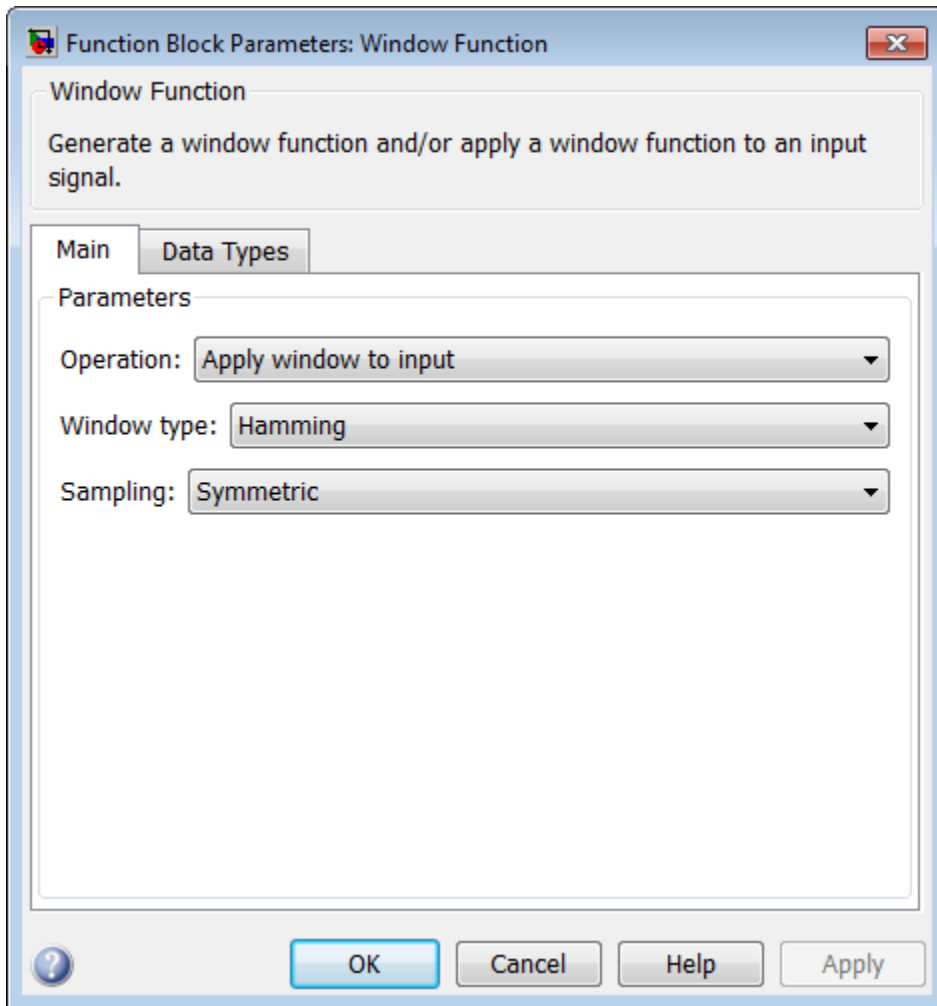 Function Block Parameters: Window Function
Window Function
Generate a window function and/or apply a window function to an input
signal.
Main Data Types
Parameters
Operation: Apply window to input
Window type: Hamming
Sampling: Symmetric
? OK Cancel Help Apply